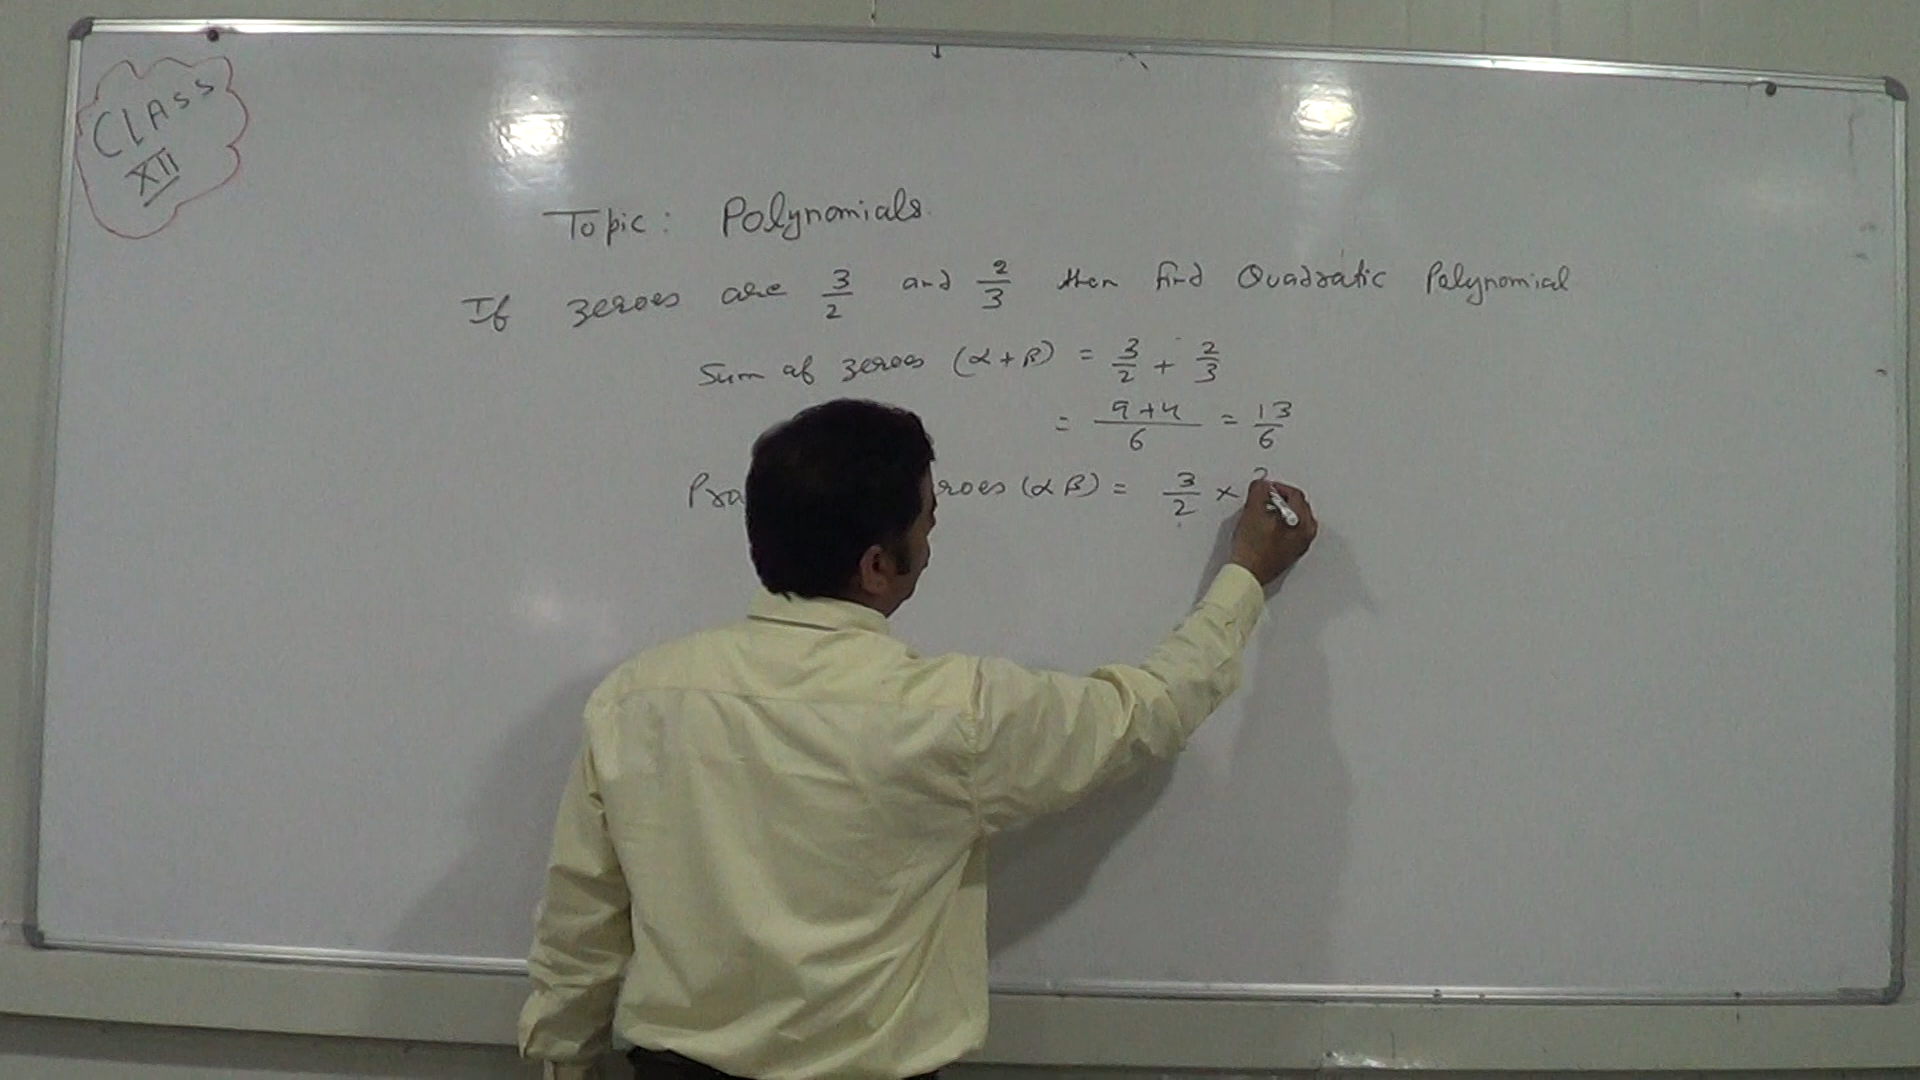 CLASS
XII
Topic: Polynomials.
If zeroes are 3/2 and 2/3 then find Quadratic Polynomial
Sum of zeroes (α+β) = 3/2 + 2/3
= 9+4/6 = 13/6
(αβ) = 3/2 ×